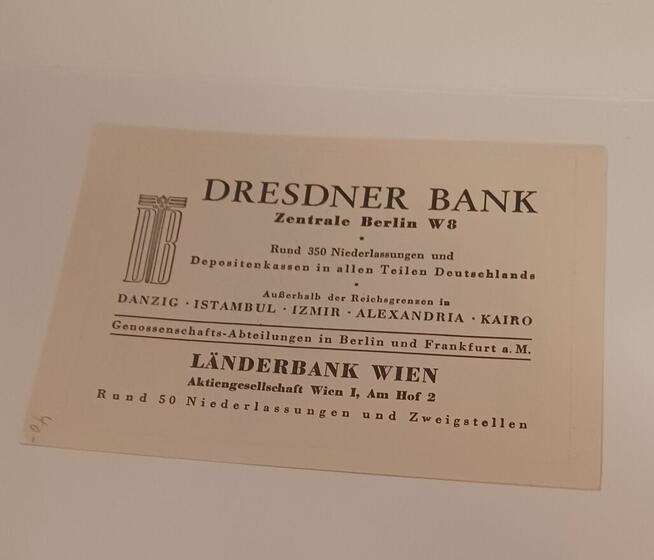 DRESDNER BANK
Zentrale Berlin W8
Rund 350 Niederlassungen und
Depositenkassen in allen Teilen Deutschlands
Außerhalb der Reichsgrenzen in
DANZIG · ISTAMBUL · IZMIR · ALEXANDRIA · KAIRO
Genossenschafts-Abteilungen in Berlin und Frankfurt a. M.
LÄNDERBANK WIEN
Aktiengesellschaft Wien I, Am Hof 2
Rund 50 Niederlassungen und Zweigstellen
40-
DB